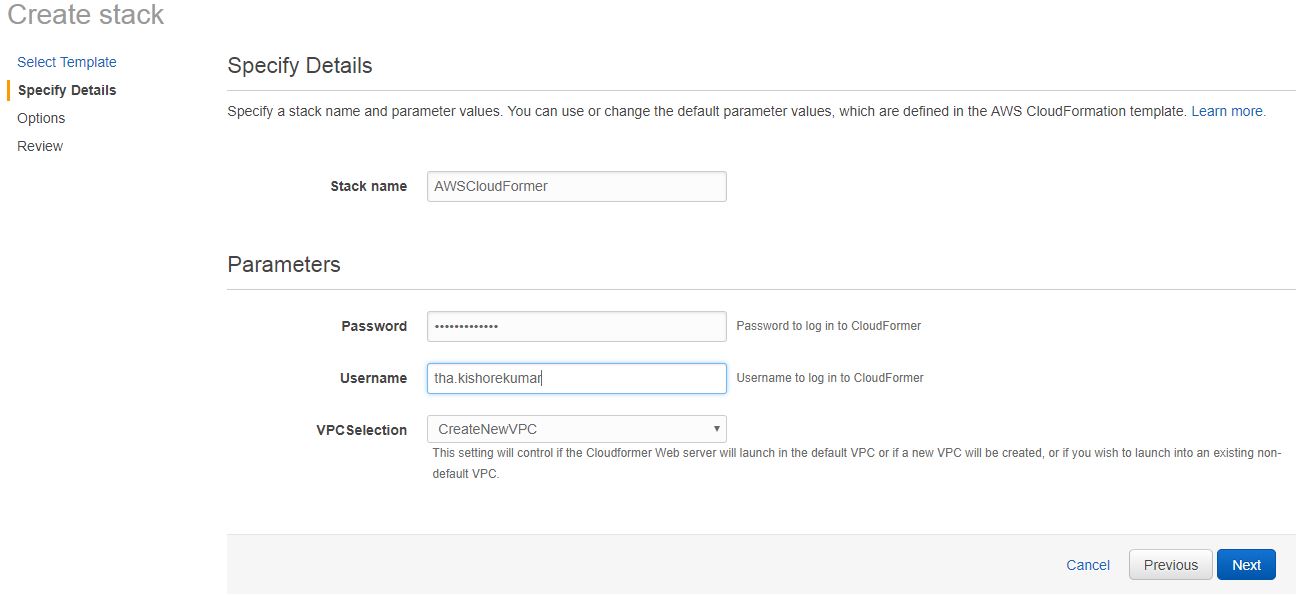 Create stack
Select Template
Specify Details
Options
Review
Specify Details
Specify a stack name and parameter values. You can use or change the default parameter values, which are defined in the AWS CloudFormation template. Learn more.
Stack name AWSCloudFormer
Parameters
Password ••••••••••••• Password to log in to CloudFormer
Username tha.kishorekumar Username to log in to CloudFormer
VPCSelection CreateNewVPC
This setting will control if the Cloudformer Web server will launch in the default VPC or if a new VPC will be created, or if you wish to launch into an existing non-
default VPC.
Cancel Previous Next